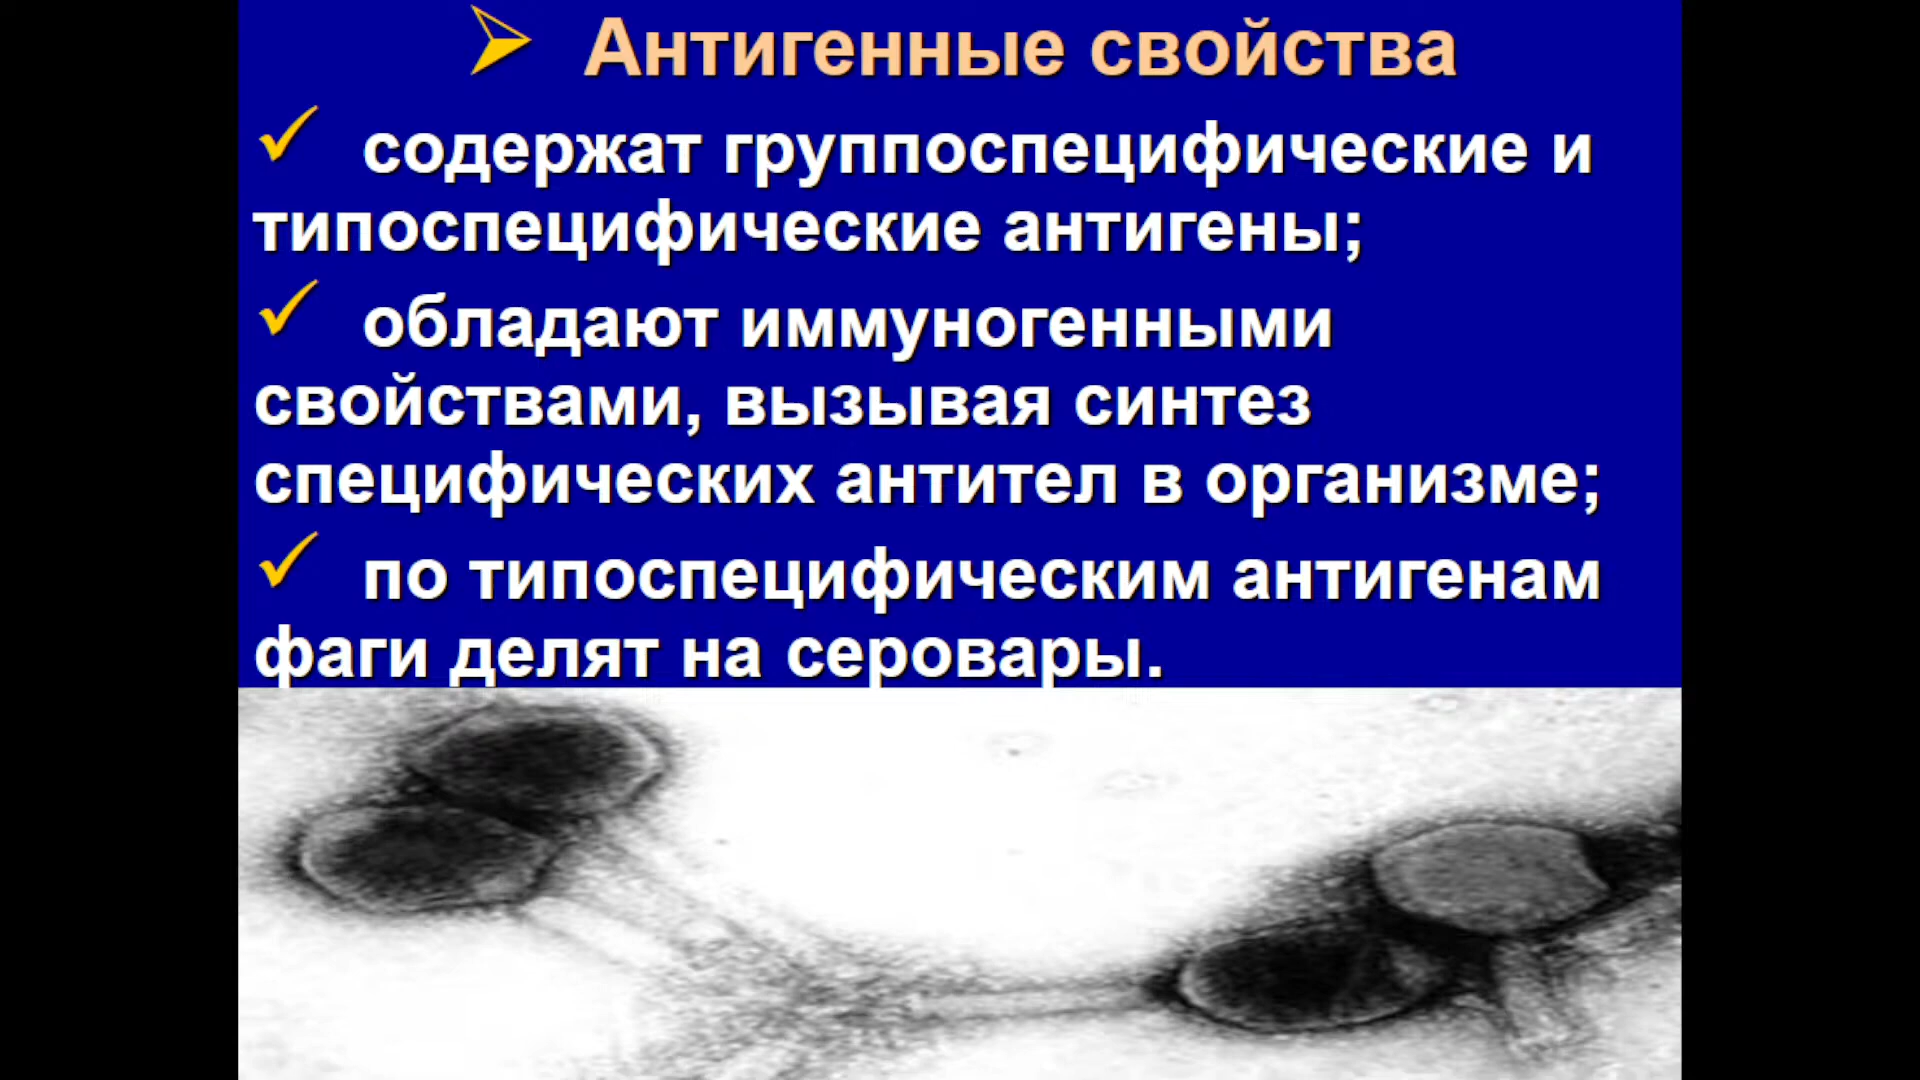 Антигенные свойства
содержат группоспецифические и
типоспецифические антигены;
обладают иммуногенными
свойствами, вызывая синтез
специфических антител в организме;
по типоспецифическим антигенам
фаги делят на серовары.